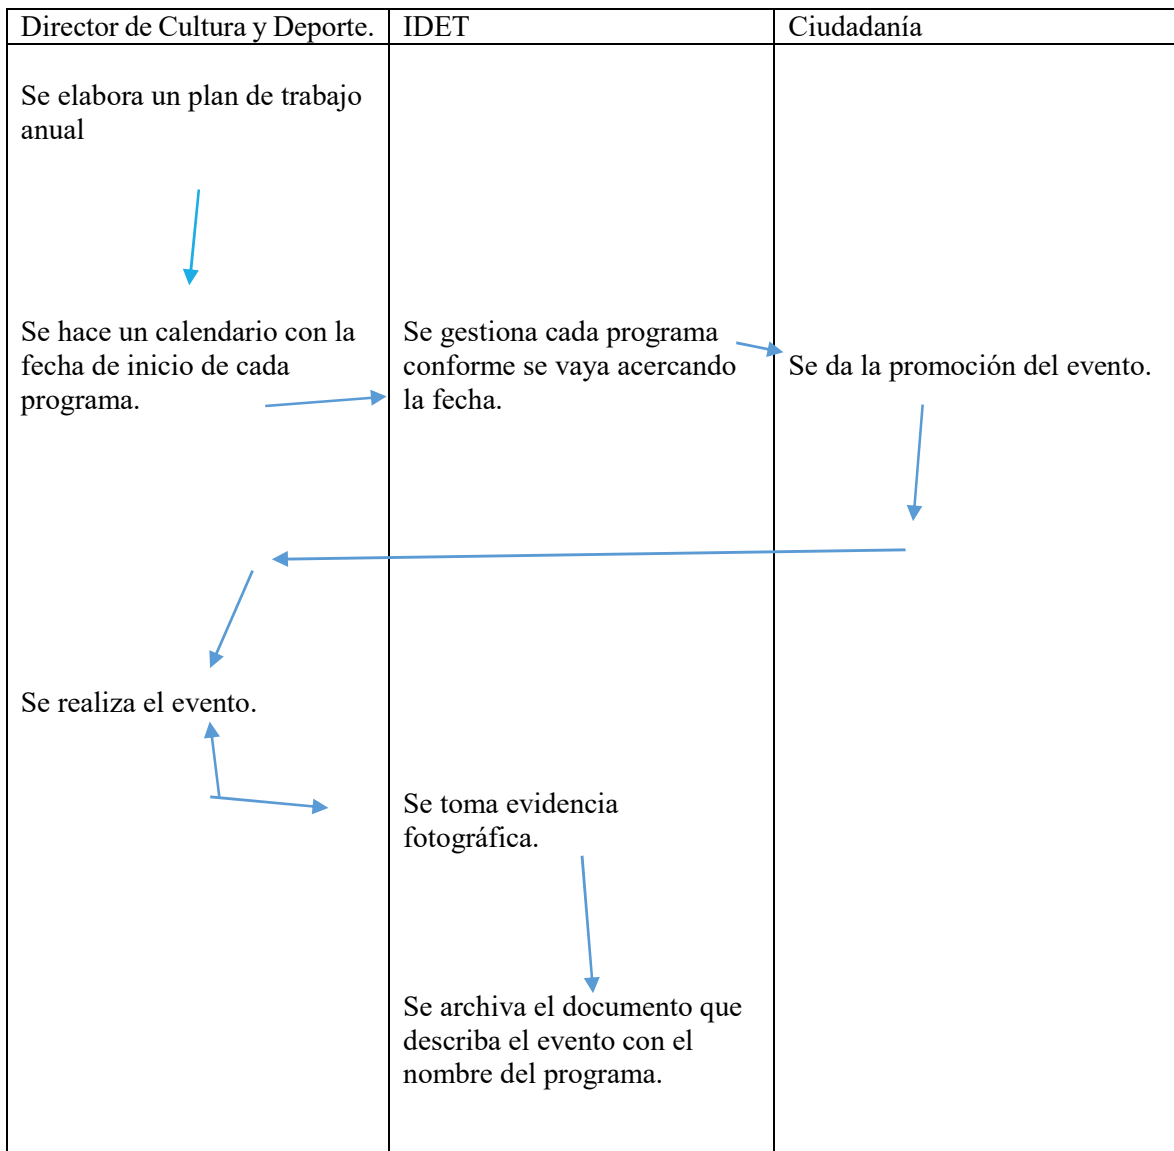 Director de Cultura y Deporte.
IDET
Ciudadanía
Se elabora un plan de trabajo
anual
Se hace un calendario con la
fecha de inicio de cada
programa.
Se gestiona cada programa
conforme se vaya acercando
la fecha.
Se da la promoción del evento.
Se realiza el evento.
Se toma evidencia
fotográfica.
Se archiva el documento que
describa el evento con el
nombre del programa.